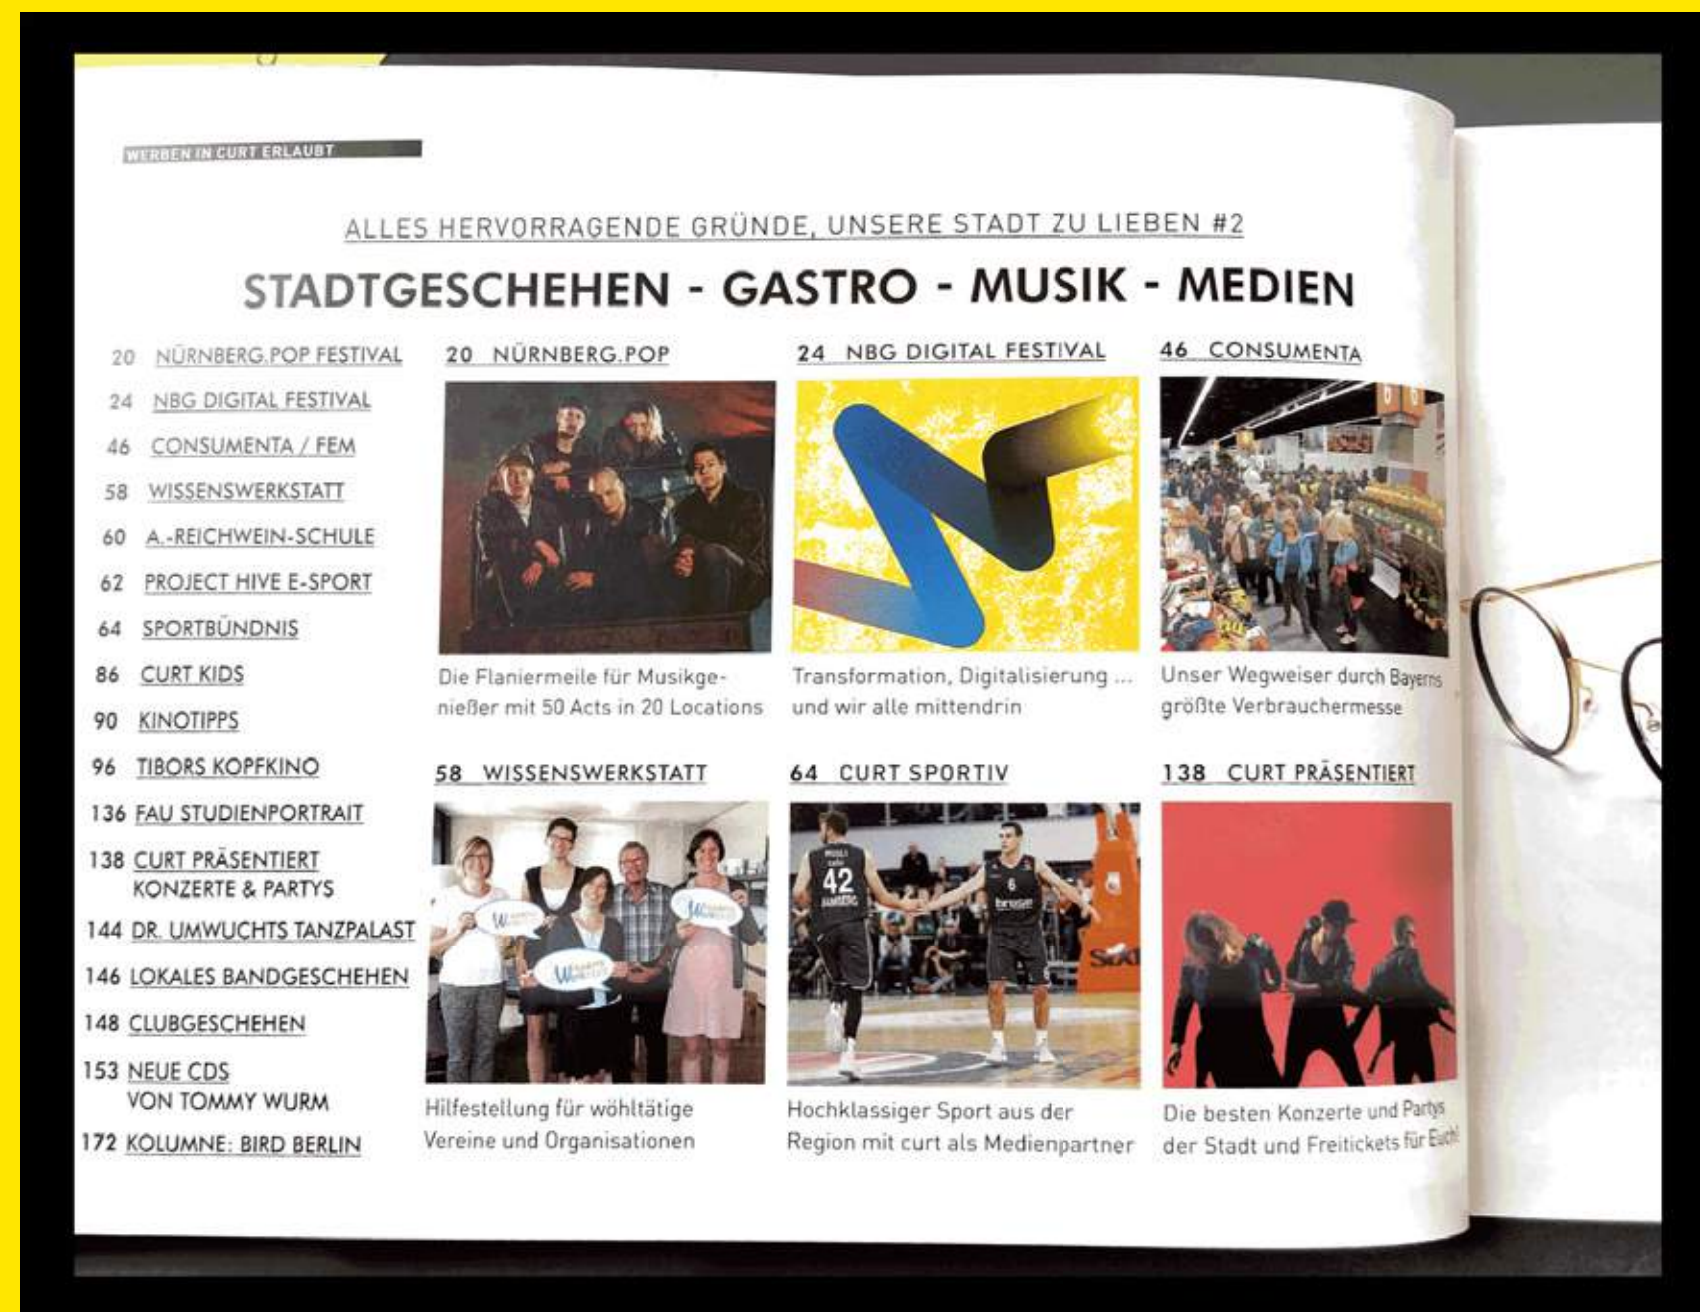 WERBEN IN CURT ERLAUBT
ALLES HERVORRAGENDE GRÜNDE, UNSERE STADT ZU LIEBEN #2
STADTGESCHEHEN - GASTRO - MUSIK - MEDIEN
20 NÜRNBERG.POP FESTIVAL
24 NBG DIGITAL FESTIVAL
46 CONSUMENTA / FEM
58 WISSENSWERKSTATT
60 A.-REICHWEIN-SCHULE
62 PROJECT HIVE E-SPORT
64 SPORTBÜNDNIS
86 CURT KIDS
90 KINOTIPPS
96 TIBORS KOPFKINO
136 FAU STUDIENPORTRAIT
138 CURT PRÄSENTIERT
KONZERTE & PARTYS
144 DR. UMWUCHTS TANZPALAST
146 LOKALES BANDGESCHEHEN
148 CLUBGESCHEHEN
153 NEUE CDS
VON TOMMY WURM
172 KOLUMNE: BIRD BERLIN
20 NÜRNBERG.POP
Die Flaniermeile für Musikge-
nießer mit 50 Acts in 20 Locations
24 NBG DIGITAL FESTIVAL
Transformation, Digitalisierung ...
und wir alle mittendrin
46 CONSUMENTA
Unser Wegweiser durch Bayerns
größte Verbrauchermesse
58 WISSENSWERKSTATT
Hilfestellung für wöhltätige
Vereine und Organisationen
64 CURT SPORTIV
42
BAMBERG
6
brose
Sixt
Hochklassiger Sport aus der
Region mit curt als Medienpartner
138 CURT PRÄSENTIERT
Die besten Konzerte und Partys
der Stadt und Freitickets für Euch!